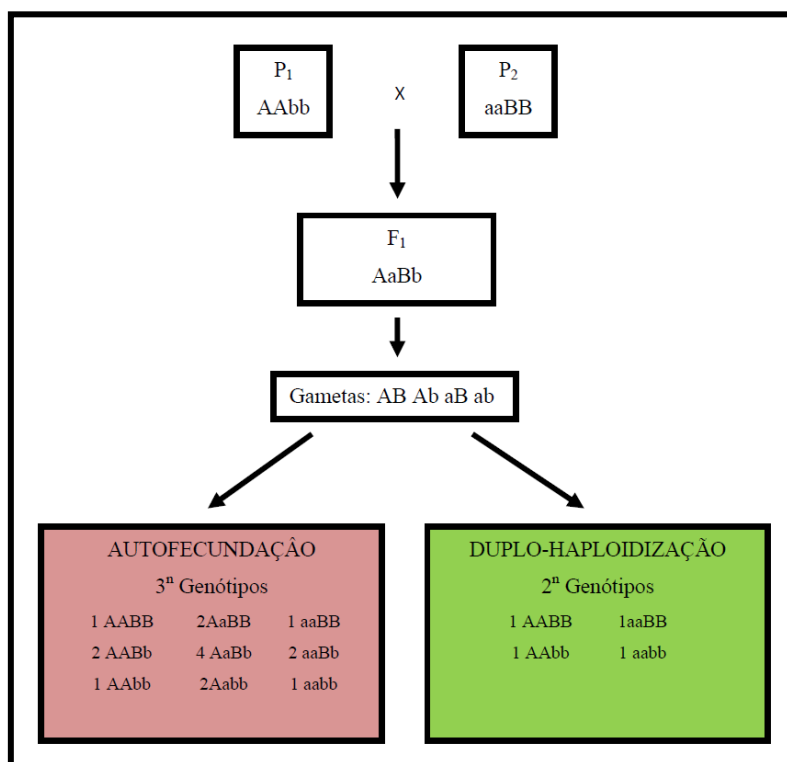 P₁
AAbb
X
P₂
aaBB
F₁
AaBb
Gametas: AB Ab aB ab
AUTOFECUNDAÇÂO
3ⁿ Genótipos
1 AABB 2AaBB 1 aaBB
2 AABb 4 AaBb 2 aaBb
1 AAbb 2Aabb 1 aabb
DUPLO-HAPLOIDIZAÇÃO
2ⁿ Genótipos
1 AABB 1aaBB
1 AAbb 1 aabb